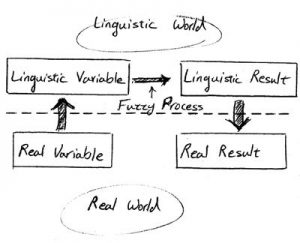 Linguistic World
Linguistic Variable
Linguistic Result
Fuzzy Process
Real Variable
Real Result
Real World